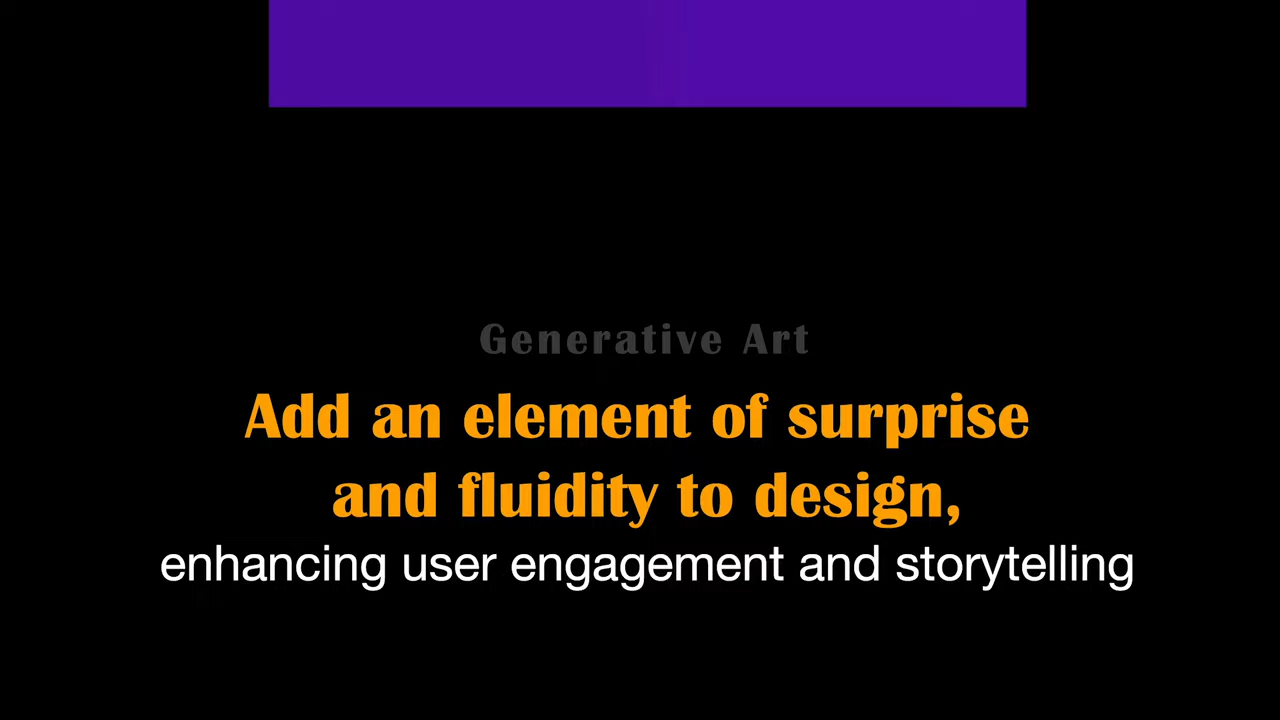 Generative Art
Add an element of surprise
and fluidity to design,
enhancing user engagement and storytelling